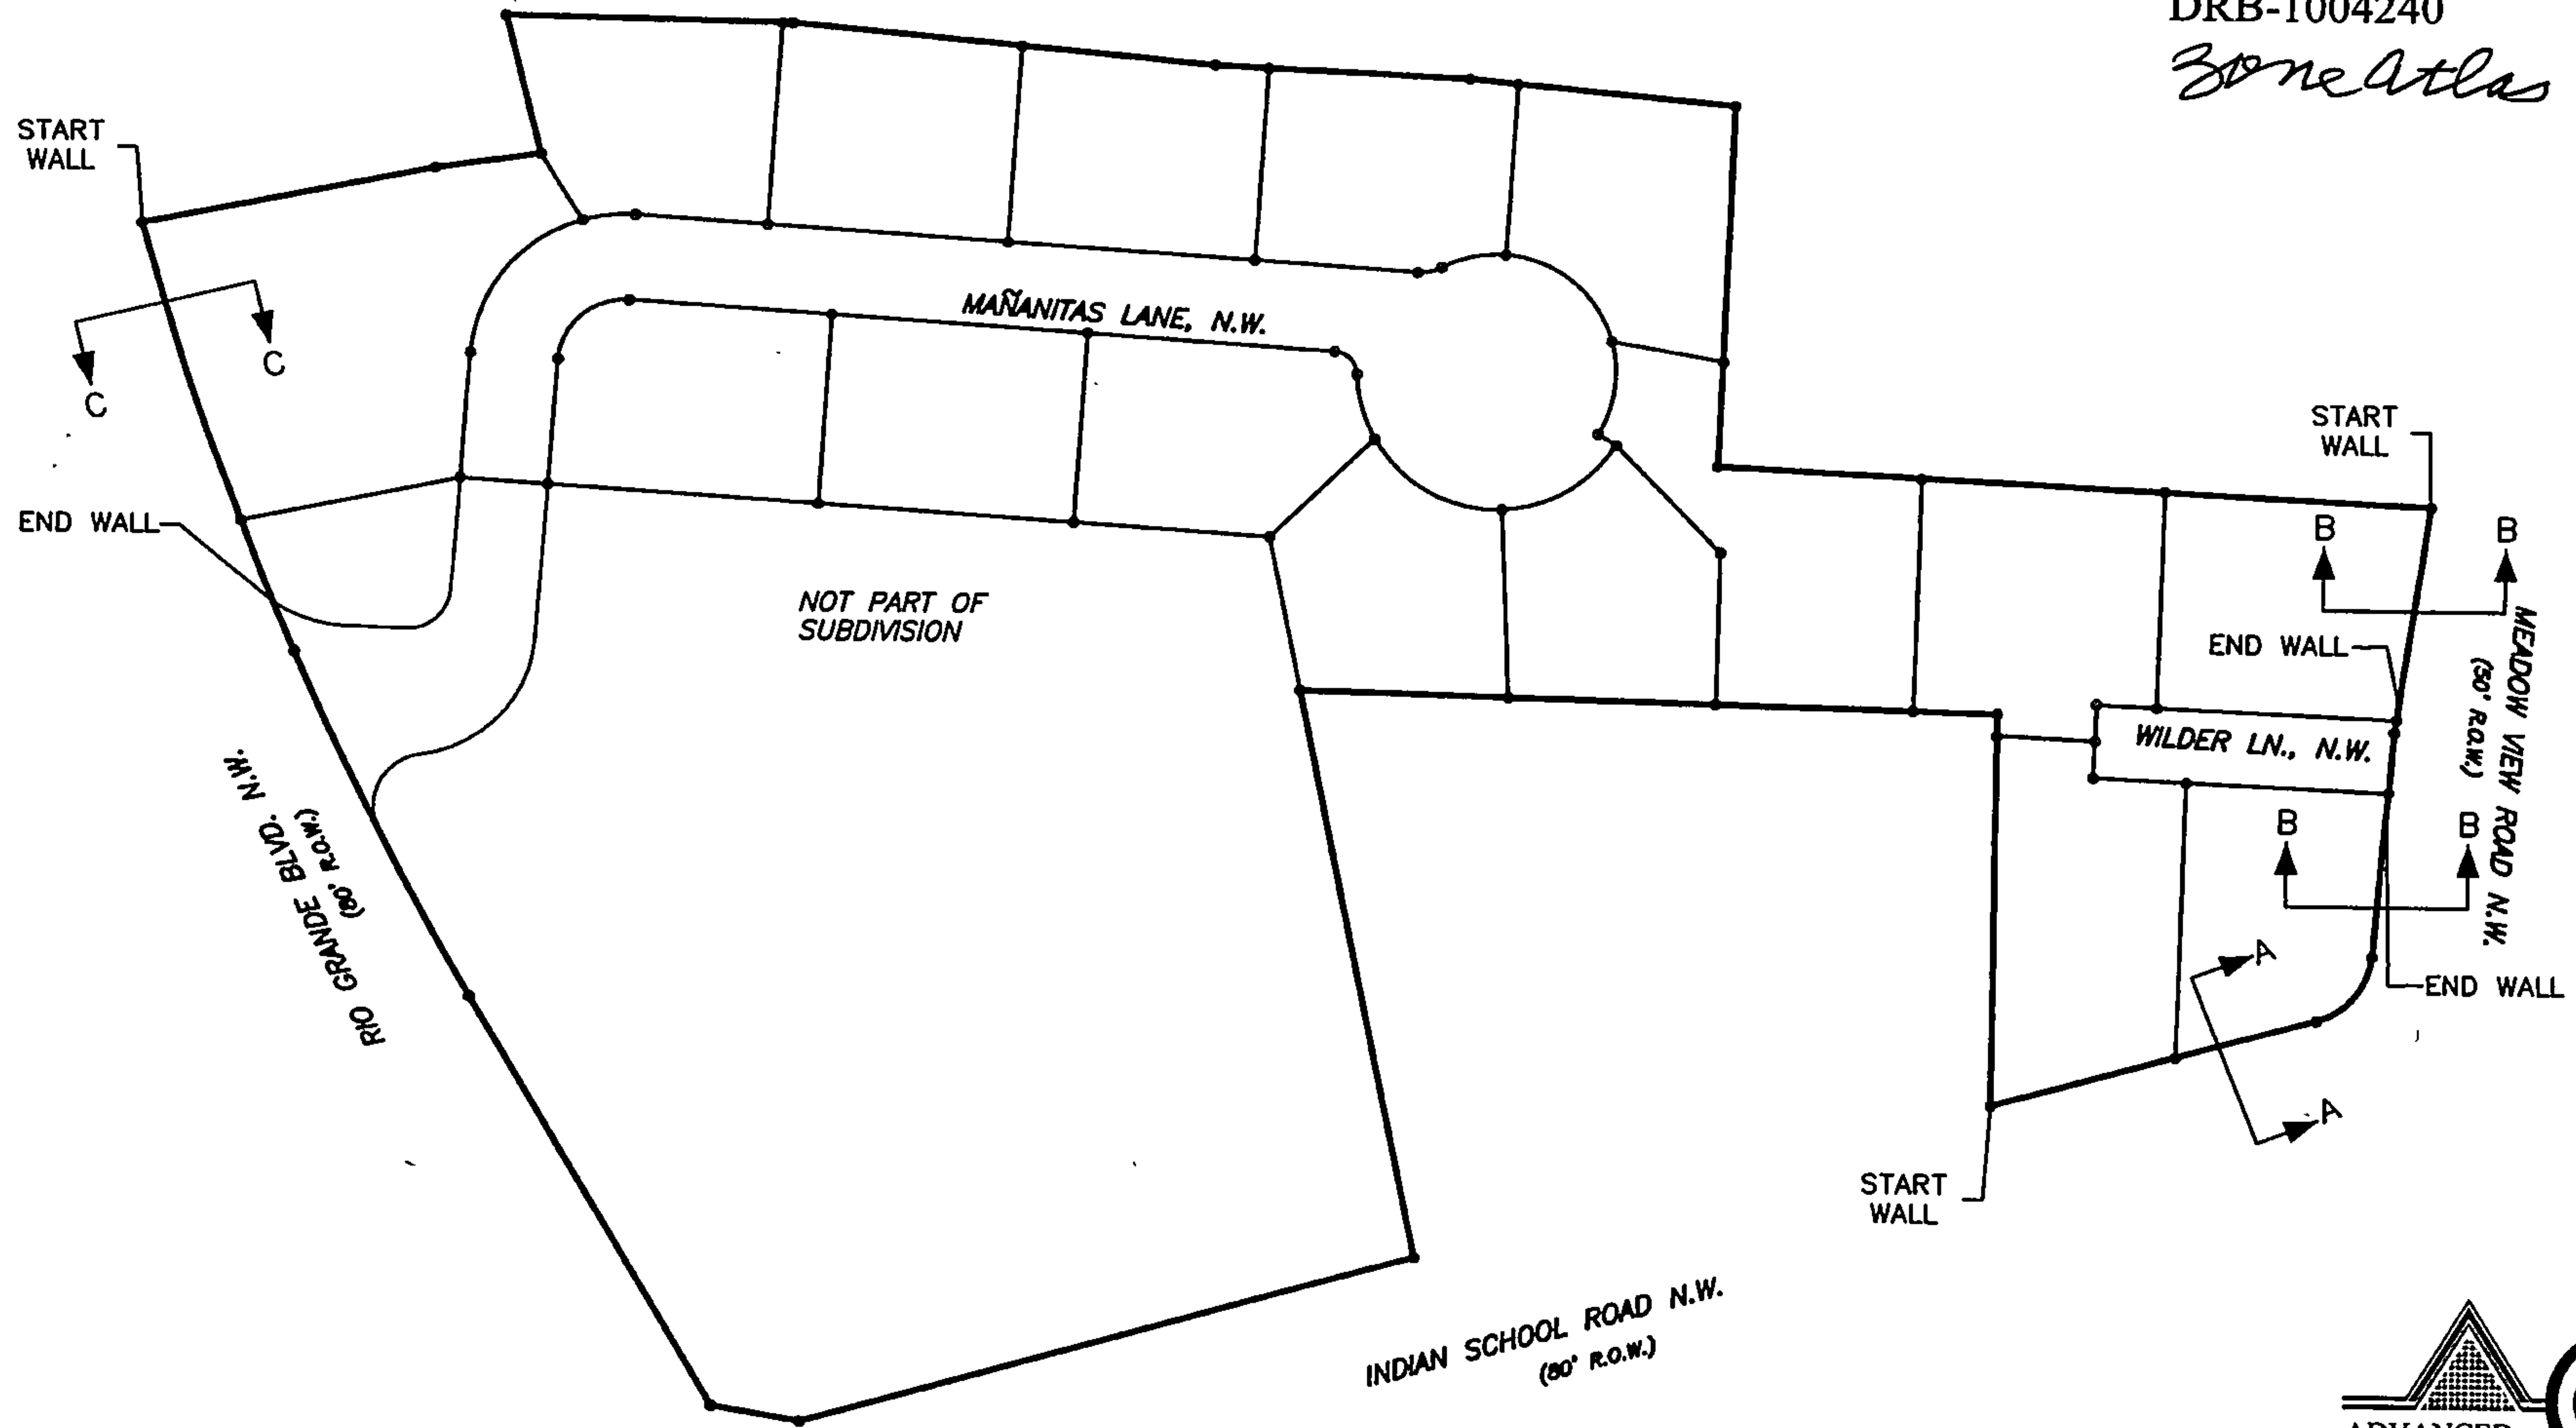 DRB-1004240
Zone Atlas
START
WALL
C
C
MAÑANITAS LANE, N.W.
START
WALL
END WALL
B
B
NOT PART OF
SUBDIVISION
END WALL
MEADOW VIEW ROAD N.W.
(50' R.O.W.)
WILDER LN., N.W.
RIO GRANDE BLVD. N.W.
(80' R.O.W.)
B
B
A
END WALL
A
START
WALL
INDIAN SCHOOL ROAD N.W.
(80' R.O.W.)
ADVANCED